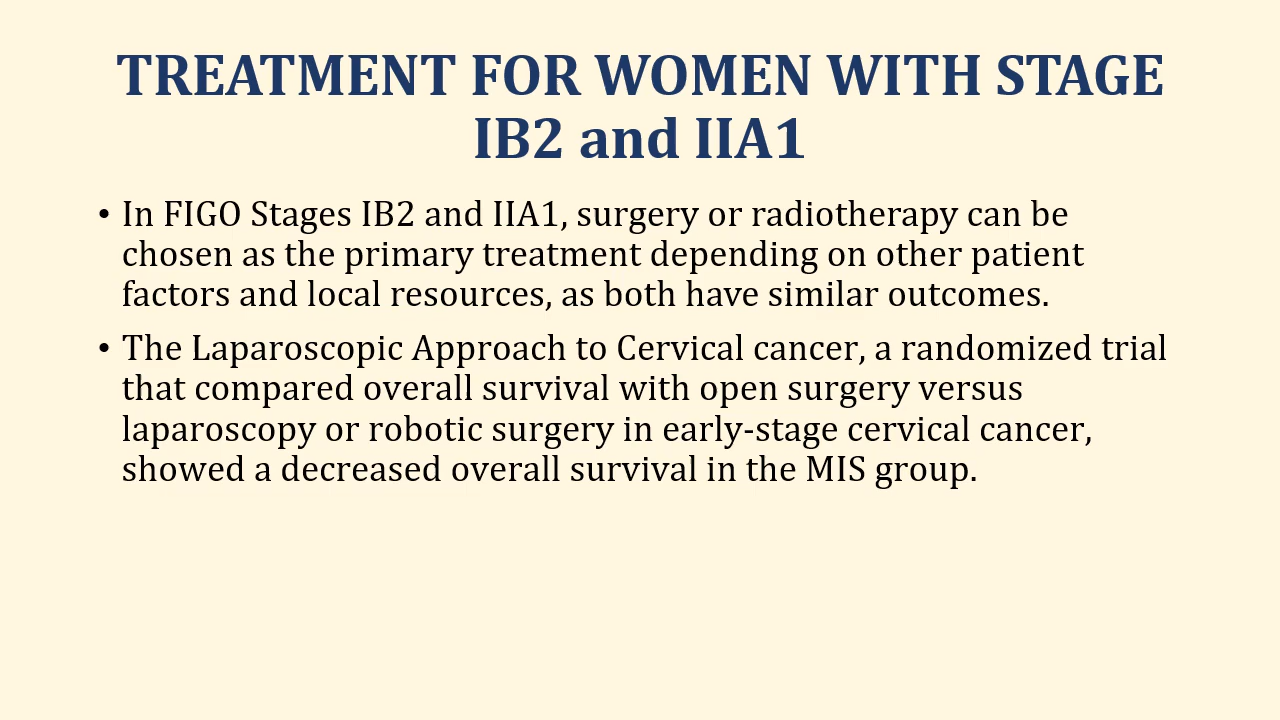 TREATMENT FOR WOMEN WITH STAGE
IB2 and IIA1
• In FIGO Stages IB2 and IIA1, surgery or radiotherapy can be
chosen as the primary treatment depending on other patient
factors and local resources, as both have similar outcomes.
• The Laparoscopic Approach to Cervical cancer, a randomized trial
that compared overall survival with open surgery versus
laparoscopy or robotic surgery in early-stage cervical cancer,
showed a decreased overall survival in the MIS group.